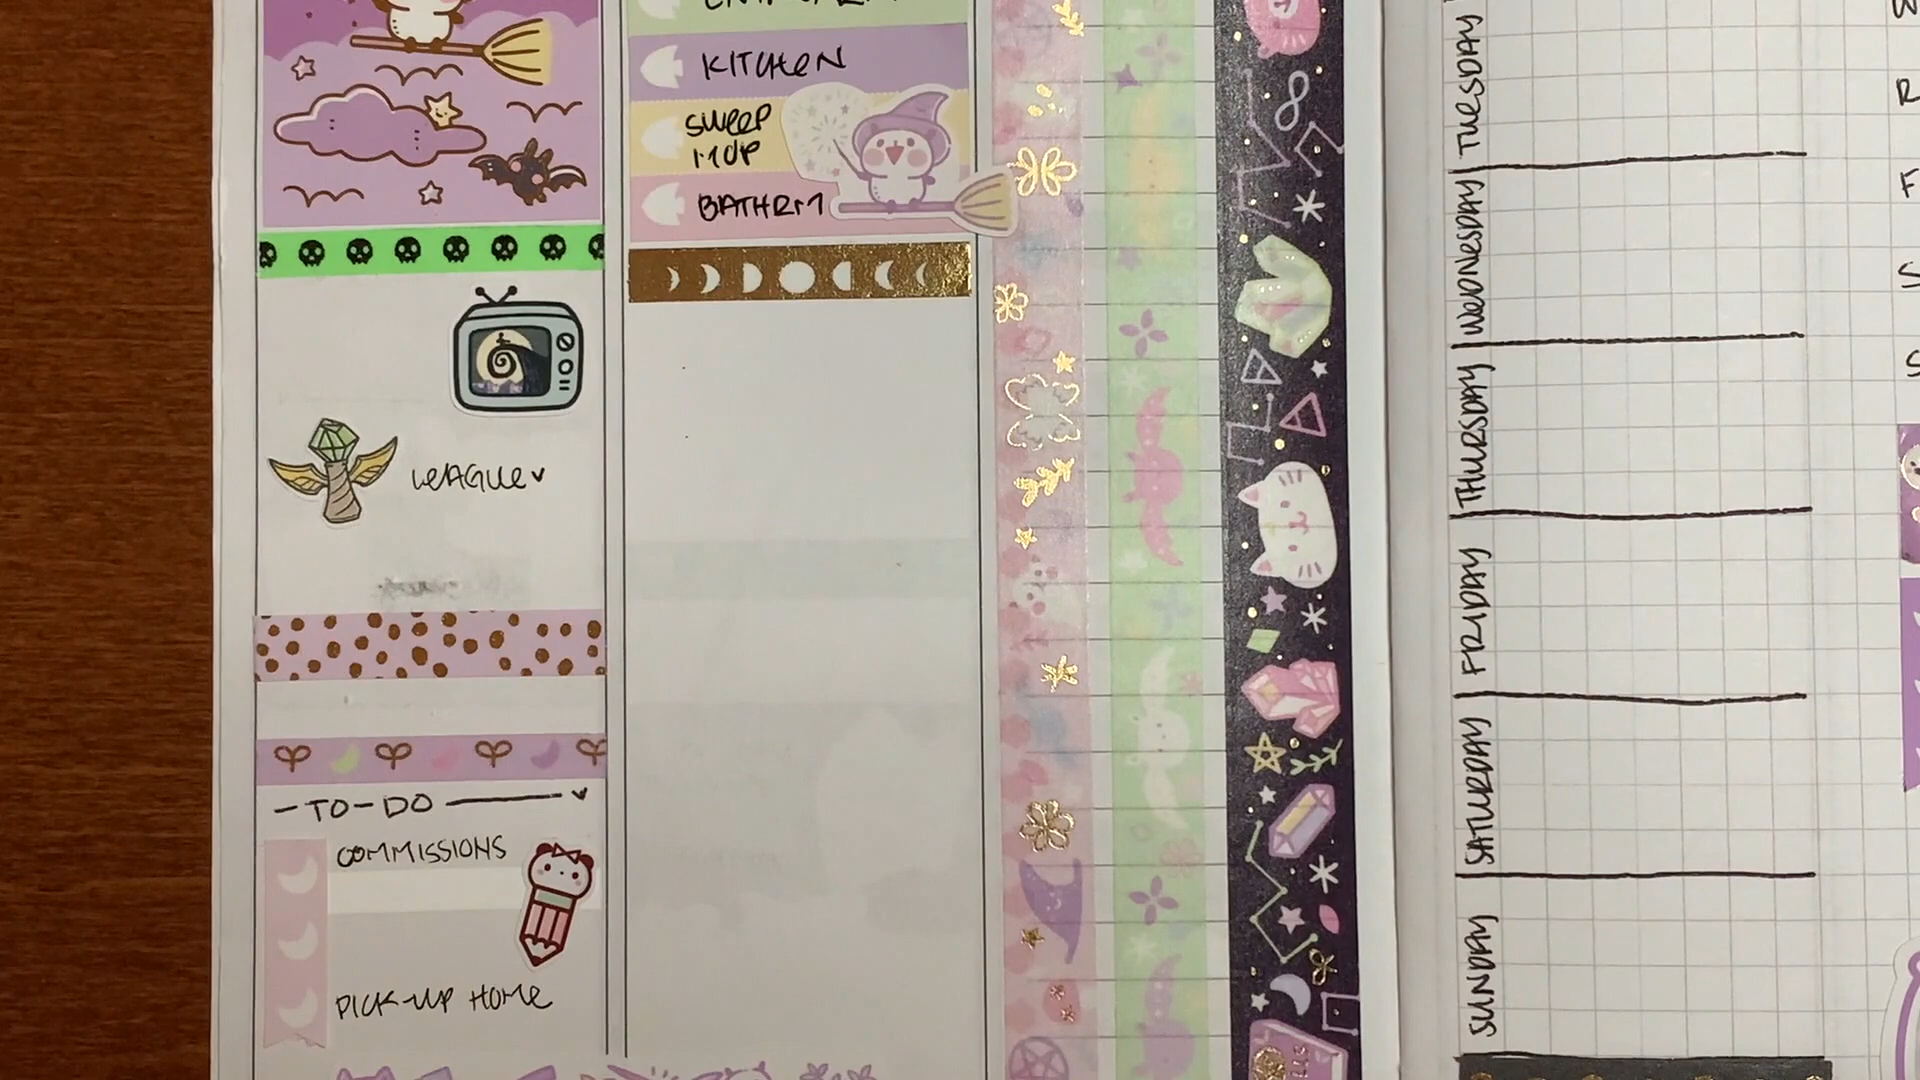 KITCHEN
SWEEP
MOP
BATHRM
LEAGUE
-TO-DO
COMMISSIONS
PICK-UP HOME
TUESDAY
WEDNESDAY
THURSDAY
FRIDAY
SATURDAY
SUNDAY
R
F
S
S